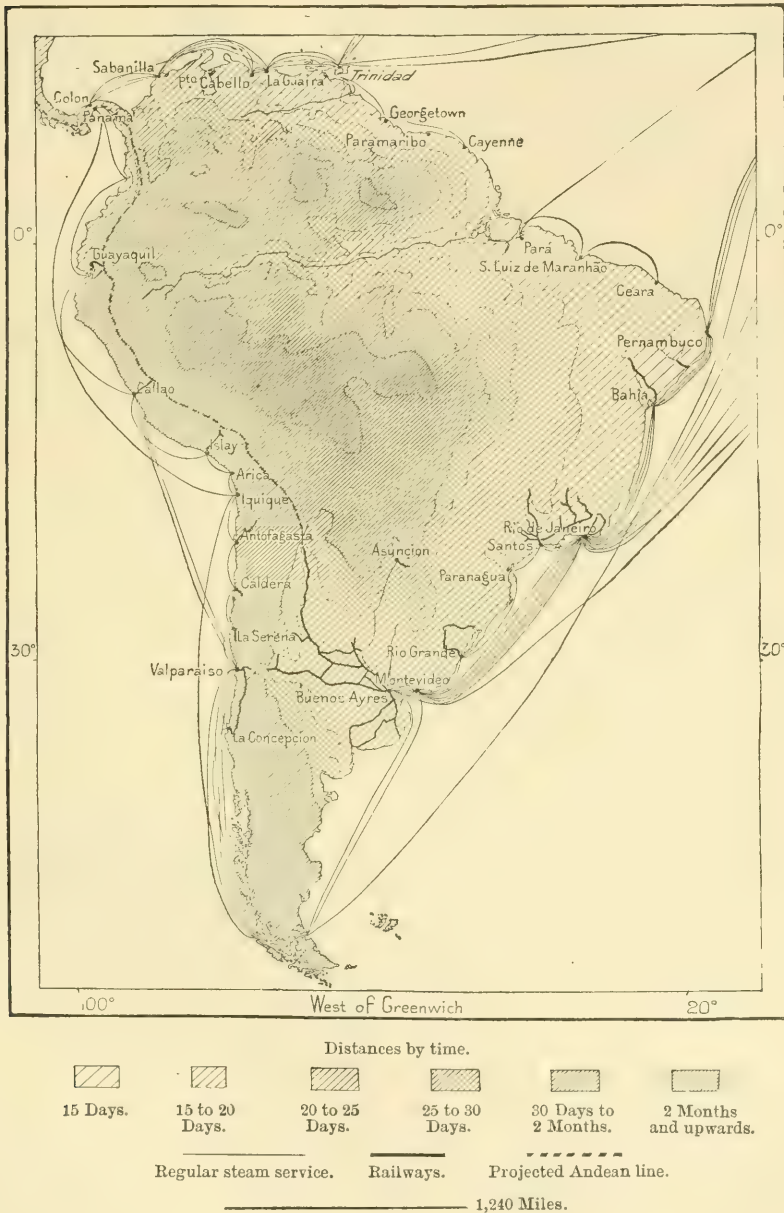 Sabanilla
Pto Cabello
La Guaira
Trinidad
Colon
Panama
Georgetown
Paramaribo
Cayenne
0°
0°
Guayaquil
Pará
S. Luiz de Maranhão
Ceara
Pernambuco
Callao
Bahia
Islay
Arica
Iquique
Rio de Janeiro
Antofagasta
Asuncion
Santos
Paranagua
Caldera
La Serena
30°
30°
Rio Grande
Valparaiso
Montevideo
Buenos Ayres
La Concepcion
100°
West of Greenwich
20°
Distances by time.
15 Days.
15 to 20
Days.
20 to 25
Days.
25 to 30
Days.
30 Days to
2 Months.
2 Months
and upwards.
Regular steam service.
Railways.
Projected Andean line.
1,240 Miles.